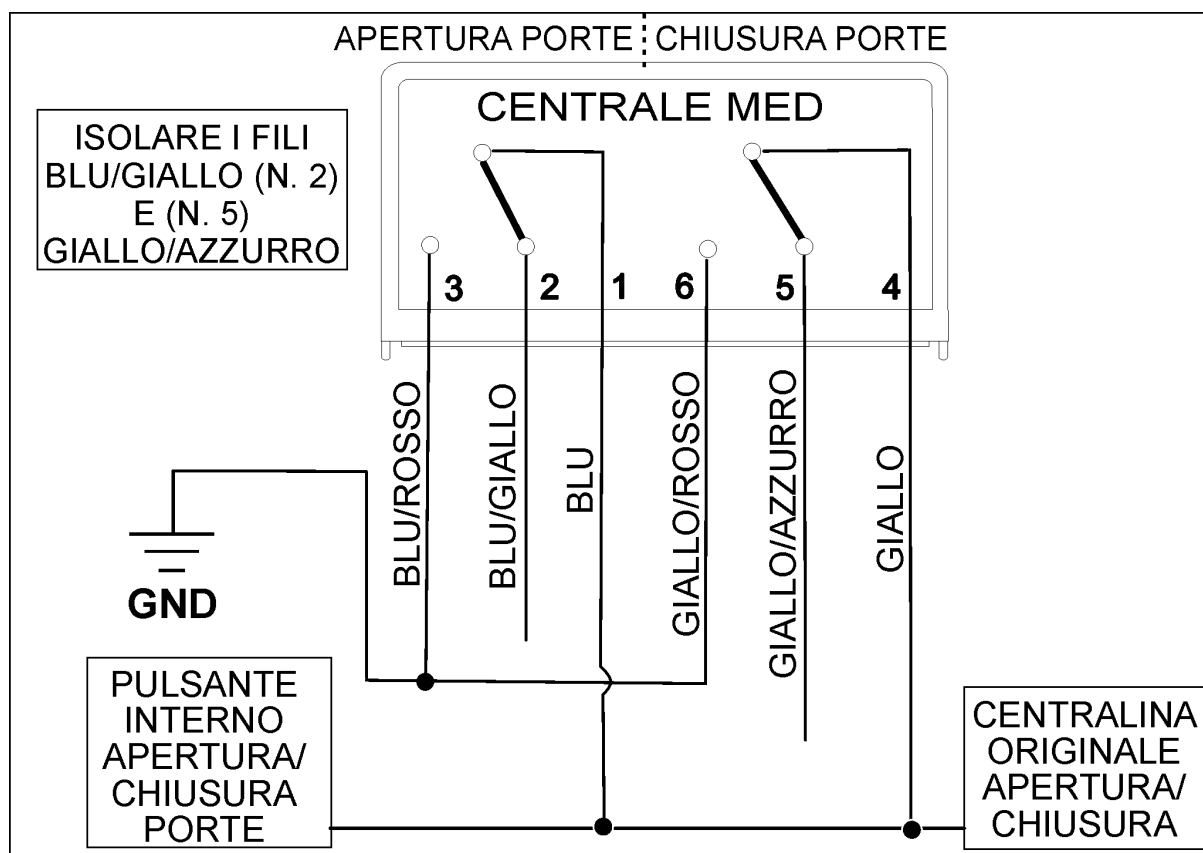 APERTURA PORTE CHIUSURA PORTE
CENTRALE MED
ISOLARE I FILI
BLU/GIALLO (N. 2)
E (N. 5)
GIALLO/AZZURRO
3 2 1 6 5 4
BLU/ROSSO
BLU/GIALLO
BLU
GIALLO/ROSSO
GIALLO/AZZURRO
GIALLO
GND
PULSANTE
INTERNO
APERTURA/
CHIUSURA
PORTE
CENTRALINA
ORIGINALE
APERTURA/
CHIUSURA